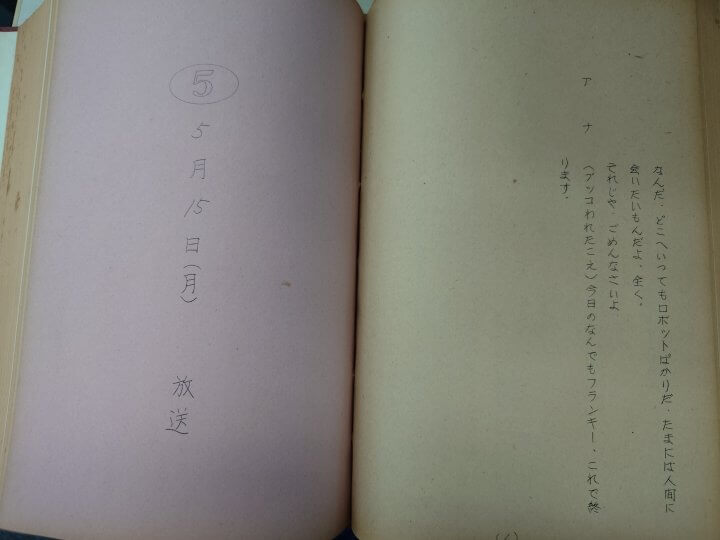 なんだ、どこへいつてもロボットばかりだ、たまには人間に
会いたいもんだよ、全く。
それじや、ごめんなさいよ
アナ　(アッコわれたこえ)今日のなんでもフランキー、これで終
ります。
5
5月15日(月)　放送